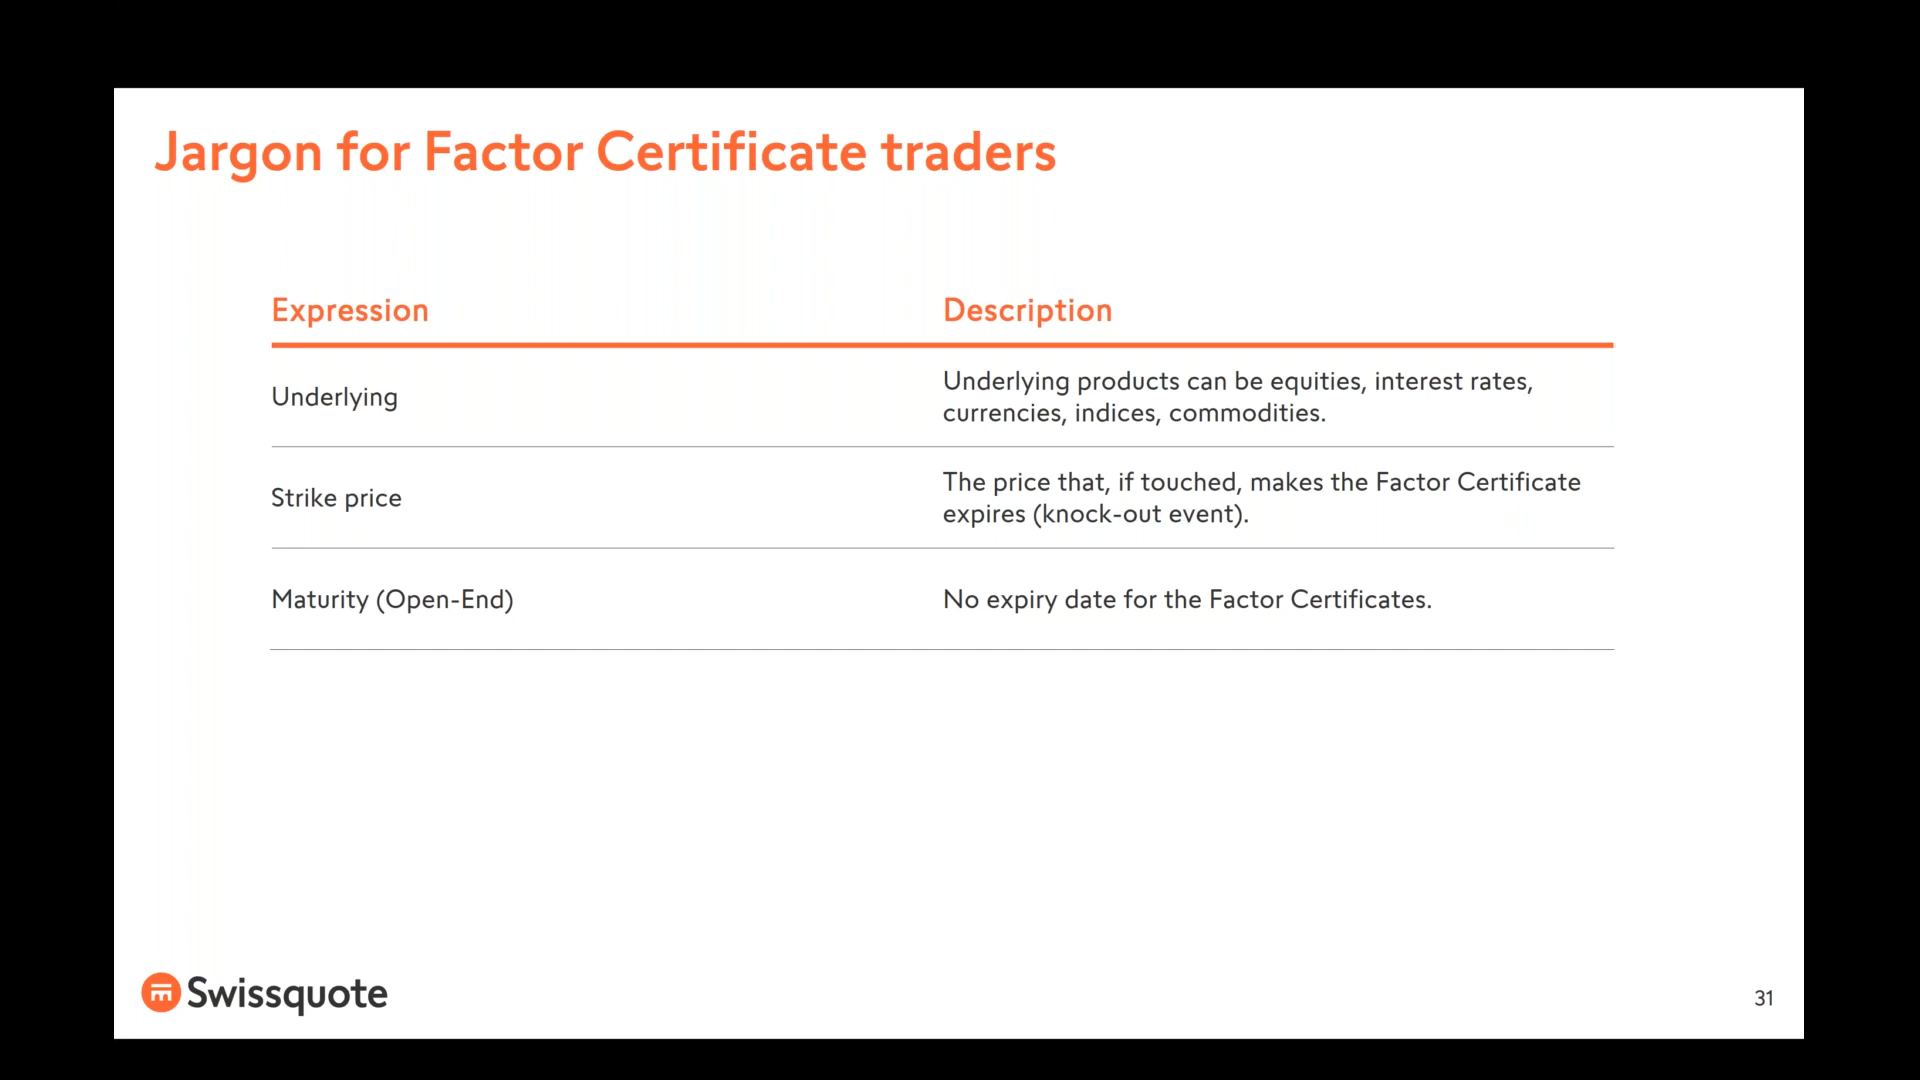 Jargon for Factor Certificate traders
Expression
Description
Underlying
Underlying products can be equities, interest rates,
currencies, indices, commodities.
Strike price
The price that, if touched, makes the Factor Certificate
expires (knock-out event).
Maturity (Open-End)
No expiry date for the Factor Certificates.
Swissquote
31